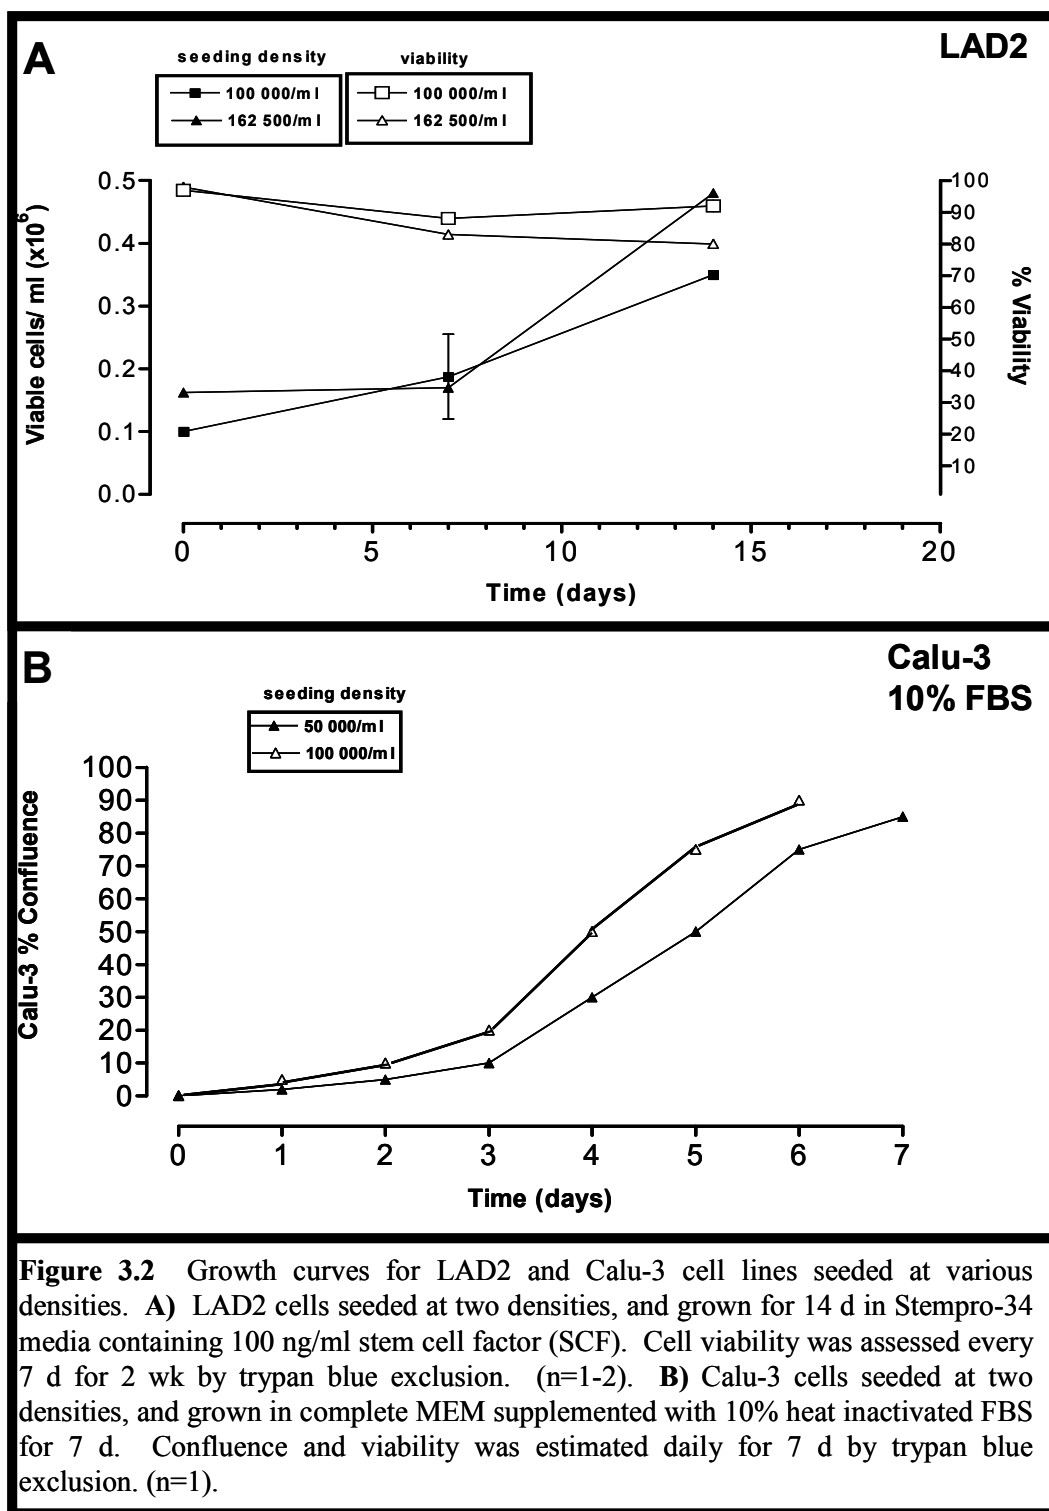 A
LAD2
seeding density
viability
100 000/ml
162 500/ml
100 000/ml
162 500/ml
0.5
0.4
0.3
0.2
0.1
0.0
Viable cells/ ml (x10⁶)
100
90
80
70
60
50
40
30
20
10
% Viability
0
5
10
15
20
Time (days)
B
Calu-3
10% FBS
seeding density
50 000/ml
100 000/ml
100
90
80
70
60
50
40
30
20
10
0
Calu-3 % Confluence
0
1
2
3
4
5
6
7
Time (days)
Figure 3.2 Growth curves for LAD2 and Calu-3 cell lines seeded at various
densities. A) LAD2 cells seeded at two densities, and grown for 14 d in Stempro-34
media containing 100 ng/ml stem cell factor (SCF). Cell viability was assessed every
7 d for 2 wk by trypan blue exclusion. (n=1-2). B) Calu-3 cells seeded at two
densities, and grown in complete MEM supplemented with 10% heat inactivated FBS
for 7 d. Confluence and viability was estimated daily for 7 d by trypan blue
exclusion. (n=1).